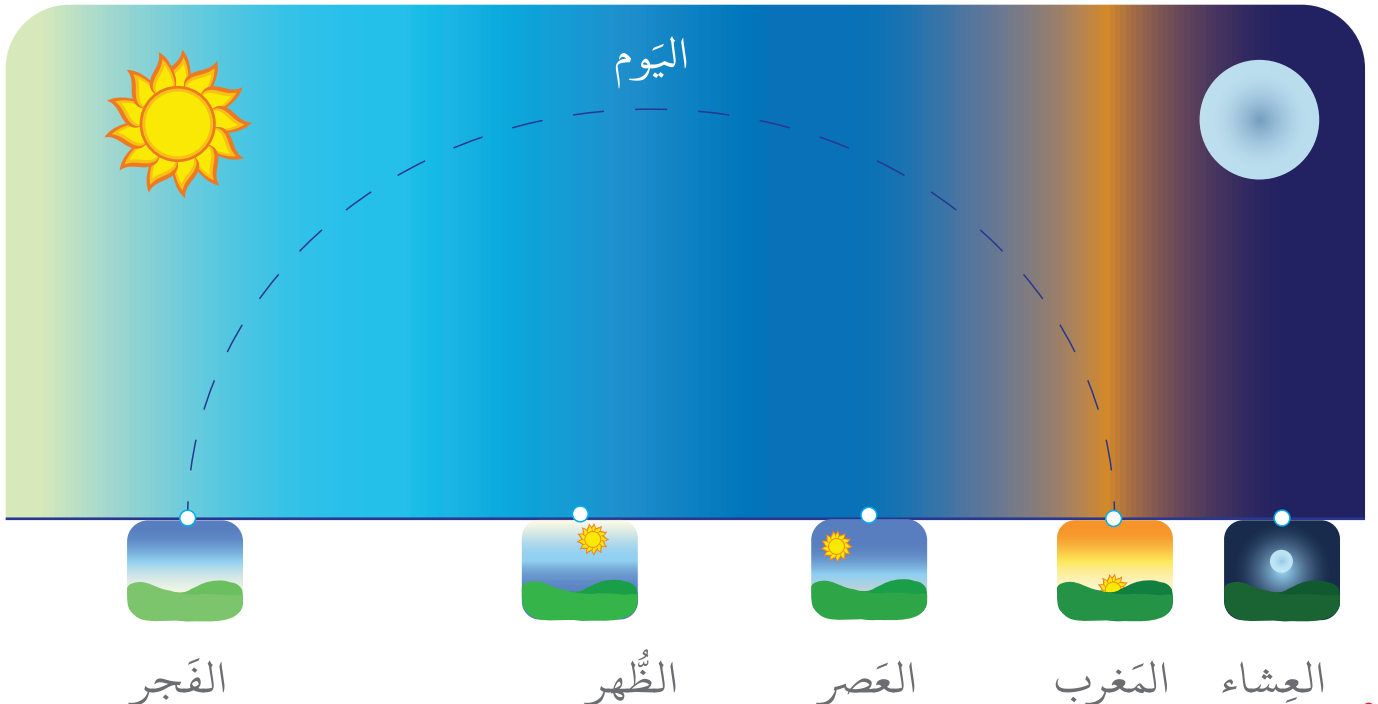 اليَوم
العِشاء
المَغرب
العَصر
الظُّهر
الفَجر